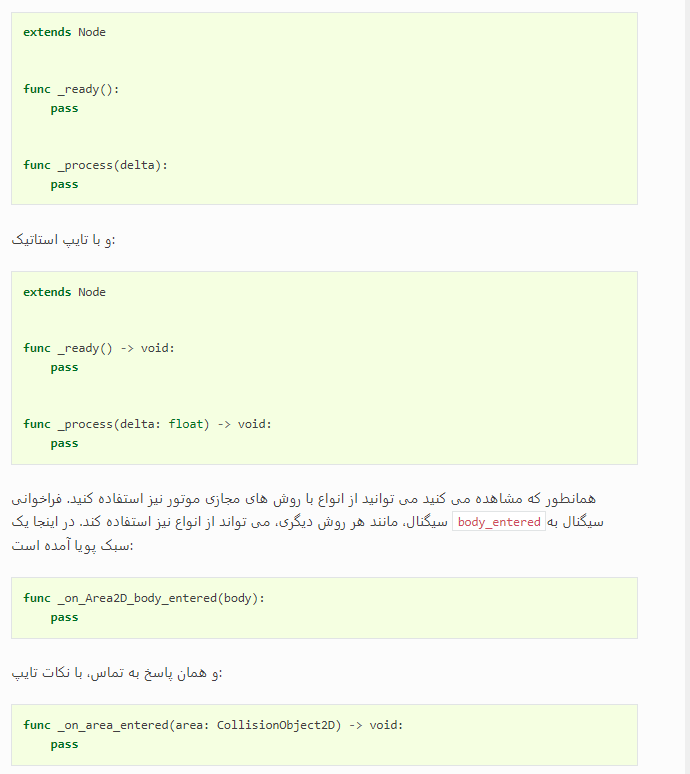 extends Node
func _ready():
    pass
func _process(delta):
    pass
و با تایپ استاتیک:
extends Node
func _ready() -> void:
    pass
func _process(delta: float) -> void:
    pass
همانطور که مشاهده می کنید می توانید از انواع با روش های مجازی موتور نیز استفاده کنید. فراخوانی
سیگنال به body_entered سیگنال، مانند هر روش دیگری، می تواند از انواع نیز استفاده کند. در اینجا یک
سبک پویا آمده است:
func _on_Area2D_body_entered(body):
    pass
و همان پاسخ به تماس، با نکات تایپ:
func _on_area_entered(area: CollisionObject2D) -> void:
    pass